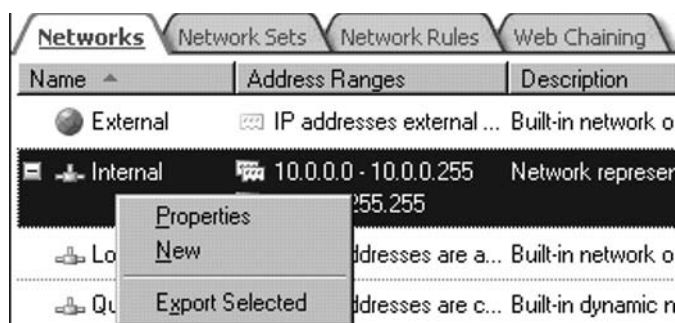 Networks Network Sets Network Rules Web Chaining
Name Address Ranges Description
External IP addresses external ... Built-in network o
Internal 10.0.0.0 - 10.0.0.255 Network represer
255.255
Properties
Lo ddresses are a... Built-in network o
New
Qu ddresses are c... Built-in dynamic n
Export Selected